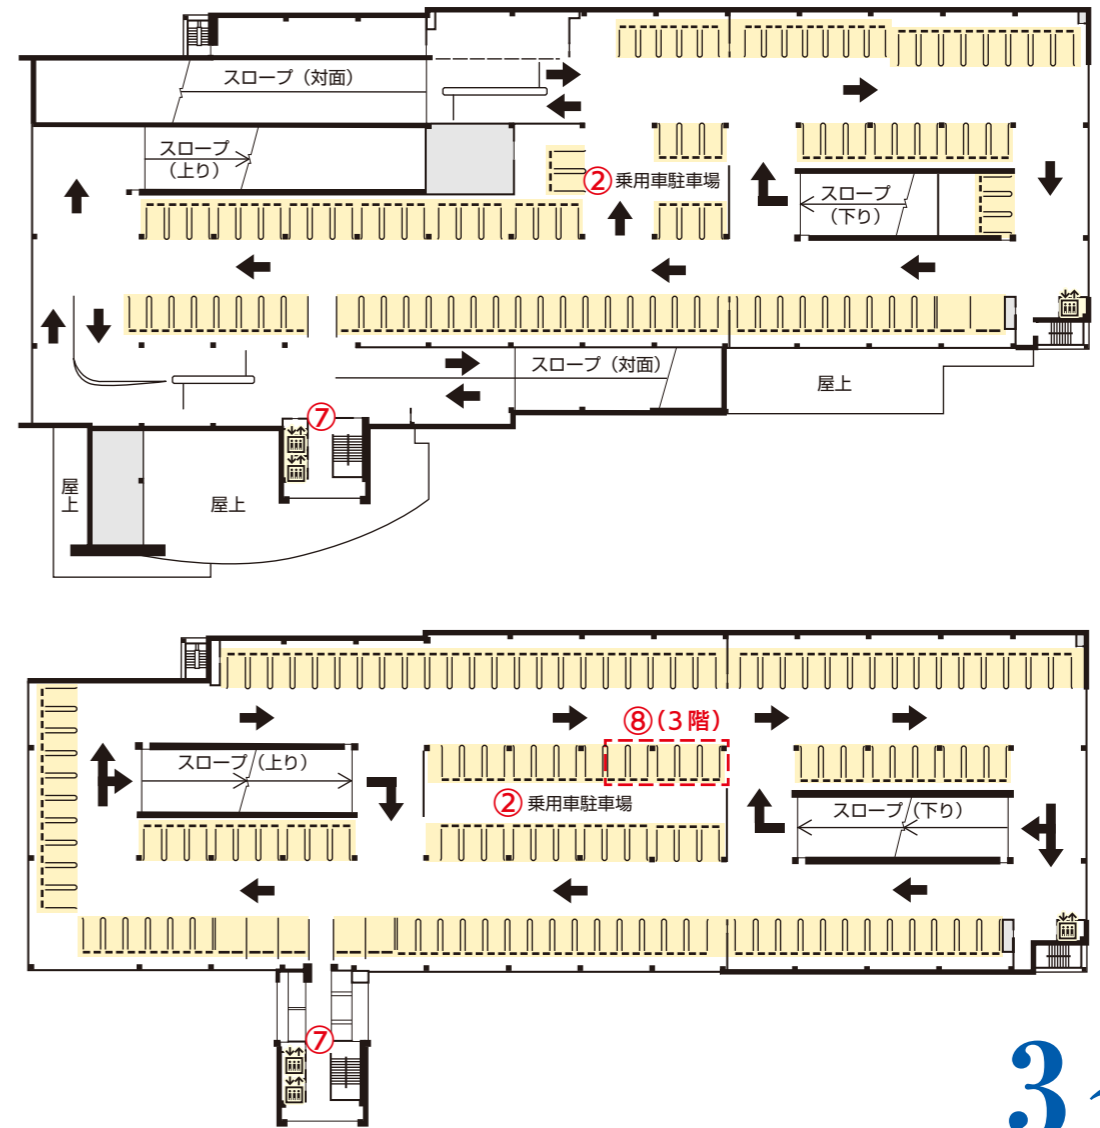 スロープ（対面）
スロープ
（上り）
②乗用車駐車場
スロープ
（下り）
スロープ（対面）
屋上
⑦
屋上
屋上
⑧（3階）
スロープ（上り）
②乗用車駐車場
スロープ（下り）
⑦
3